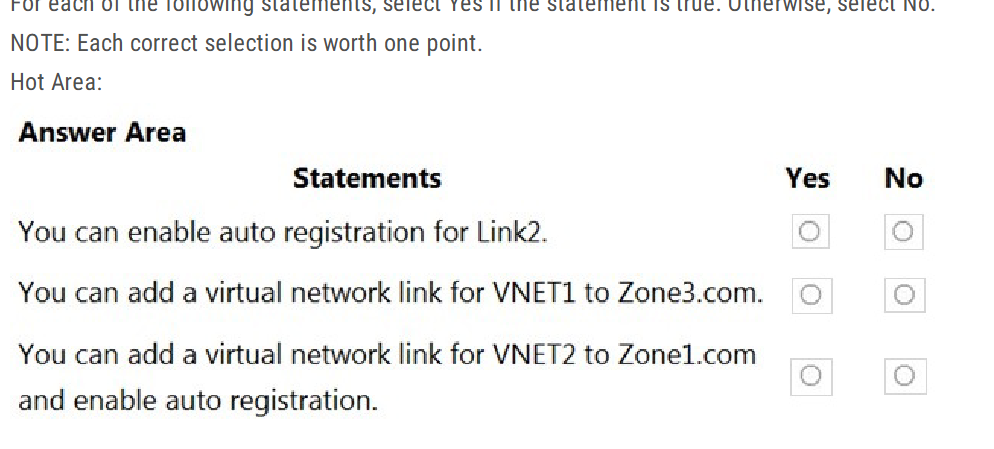 For each of the following statements, select Yes if the statement is true. Otherwise, select No.
NOTE: Each correct selection is worth one point.
Hot Area:
Answer Area
Statements Yes No
You can enable auto registration for Link2.
You can add a virtual network link for VNET1 to Zone3.com.
You can add a virtual network link for VNET2 to Zone1.com
and enable auto registration.